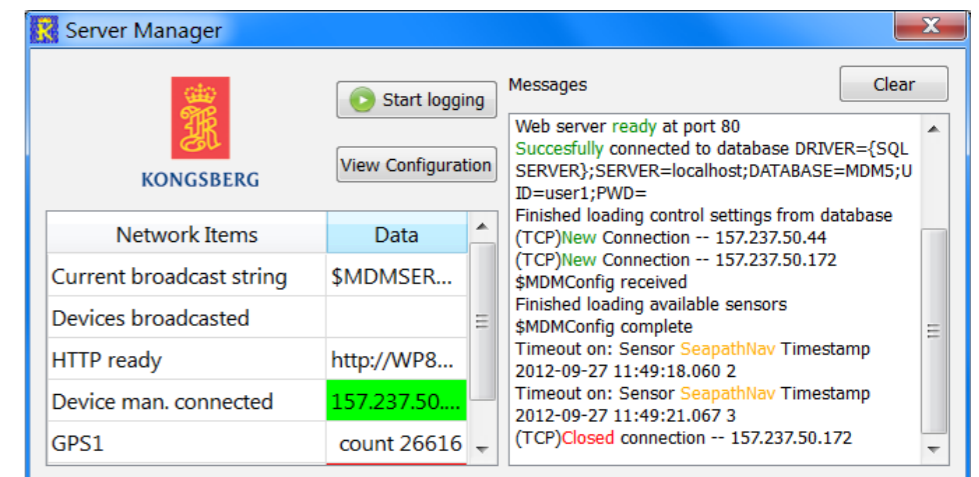 Server Manager
Start logging
View Configuration
KONGSBERG
Network Items Data
Current broadcast string $MDMSER...
Devices broadcasted
HTTP ready http://WP8...
Device man. connected 157.237.50....
GPS1 count 26616
Messages
Clear
Web server ready at port 80
Succesfully connected to database DRIVER={SQL
SERVER};SERVER=localhost;DATABASE=MDM5;U
ID=user1;PWD=
Finished loading control settings from database
(TCP)New Connection -- 157.237.50.44
(TCP)New Connection -- 157.237.50.172
$MDMConfig received
Finished loading available sensors
$MDMConfig complete
Timeout on: Sensor SeapathNav Timestamp
2012-09-27 11:49:18.060 2
Timeout on: Sensor SeapathNav Timestamp
2012-09-27 11:49:21.067 3
(TCP)Closed connection -- 157.237.50.172